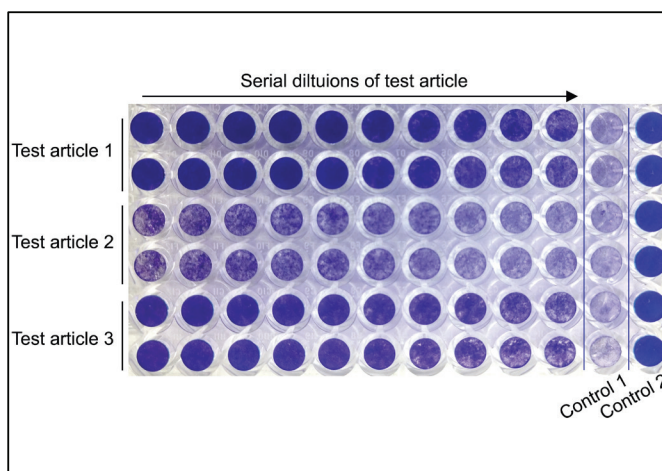 Serial diltuions of test article
Test article 1
Test article 2
Test article 3
Control 1
Control 2